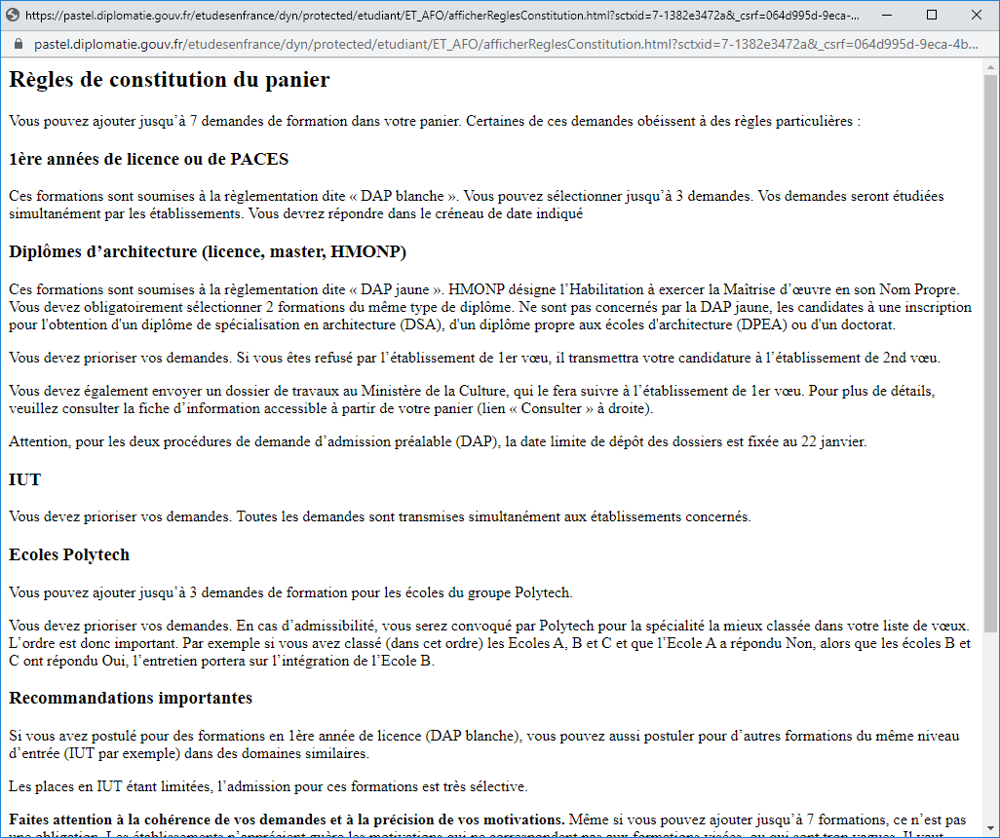 https://pastel.diplomatie.gouv.fr/etudesenfrance/dyn/protected/etudiant/ET_AFO/afficherReglesConstitution.html?sctxid=7-1382e3472a&_csrf=064d995d-9eca-...
pastel.diplomatie.gouv.fr/etudesenfrance/dyn/protected/etudiant/ET_AFO/afficherReglesConstitution.html?sctxid=7-1382e3472a&_csrf=064d995d-9eca-4b...
Règles de constitution du panier
Vous pouvez ajouter jusqu’à 7 demandes de formation dans votre panier. Certaines de ces demandes obéissent à des règles particulières :
1ère années de licence ou de PACES
Ces formations sont soumises à la règlementation dite « DAP blanche ». Vous pouvez sélectionner jusqu’à 3 demandes. Vos demandes seront étudiées
simultanément par les établissements. Vous devrez répondre dans le créneau de date indiqué
Diplômes d’architecture (licence, master, HMONP)
Ces formations sont soumises à la règlementation dite « DAP jaune ». HMONP désigne l’Habilitation à exercer la Maîtrise d’œuvre en son Nom Propre.
Vous devez obligatoirement sélectionner 2 formations du même type de diplôme. Ne sont pas concernés par la DAP jaune, les candidates à une inscription
pour l'obtention d'un diplôme de spécialisation en architecture (DSA), d'un diplôme propre aux écoles d'architecture (DPEA) ou d'un doctorat.
Vous devez prioriser vos demandes. Si vous êtes refusé par l’établissement de 1er vœu, il transmettra votre candidature à l’établissement de 2nd vœu.
Vous devez également envoyer un dossier de travaux au Ministère de la Culture, qui le fera suivre à l’établissement de 1er vœu. Pour plus de détails,
veuillez consulter la fiche d’information accessible à partir de votre panier (lien « Consulter » à droite).
Attention, pour les deux procédures de demande d’admission préalable (DAP), la date limite de dépôt des dossiers est fixée au 22 janvier.
IUT
Vous devez prioriser vos demandes. Toutes les demandes sont transmises simultanément aux établissements concernés.
Ecoles Polytech
Vous pouvez ajouter jusqu’à 3 demandes de formation pour les écoles du groupe Polytech.
Vous devez prioriser vos demandes. En cas d’admissibilité, vous serez convoqué par Polytech pour la spécialité la mieux classée dans votre liste de vœux.
L’ordre est donc important. Par exemple si vous avez classé (dans cet ordre) les Ecoles A, B et C et que l’Ecole A a répondu Non, alors que les écoles B et
C ont répondu Oui, l’entretien portera sur l’intégration de l’Ecole B.
Recommandations importantes
Si vous avez postulé pour des formations en 1ère année de licence (DAP blanche), vous pouvez aussi postuler pour d’autres formations du même niveau
d’entrée (IUT par exemple) dans des domaines similaires.
Les places en IUT étant limitées, l’admission pour ces formations est très sélective.
Faites attention à la cohérence de vos demandes et à la précision de vos motivations. Même si vous pouvez ajouter jusqu’à 7 formations, ce n’est pas
une obligation. Les établissements n’apprécient guère les motivations qui ne correspondent pas aux formations visées, ou qui sont trop vagues. Il vaut